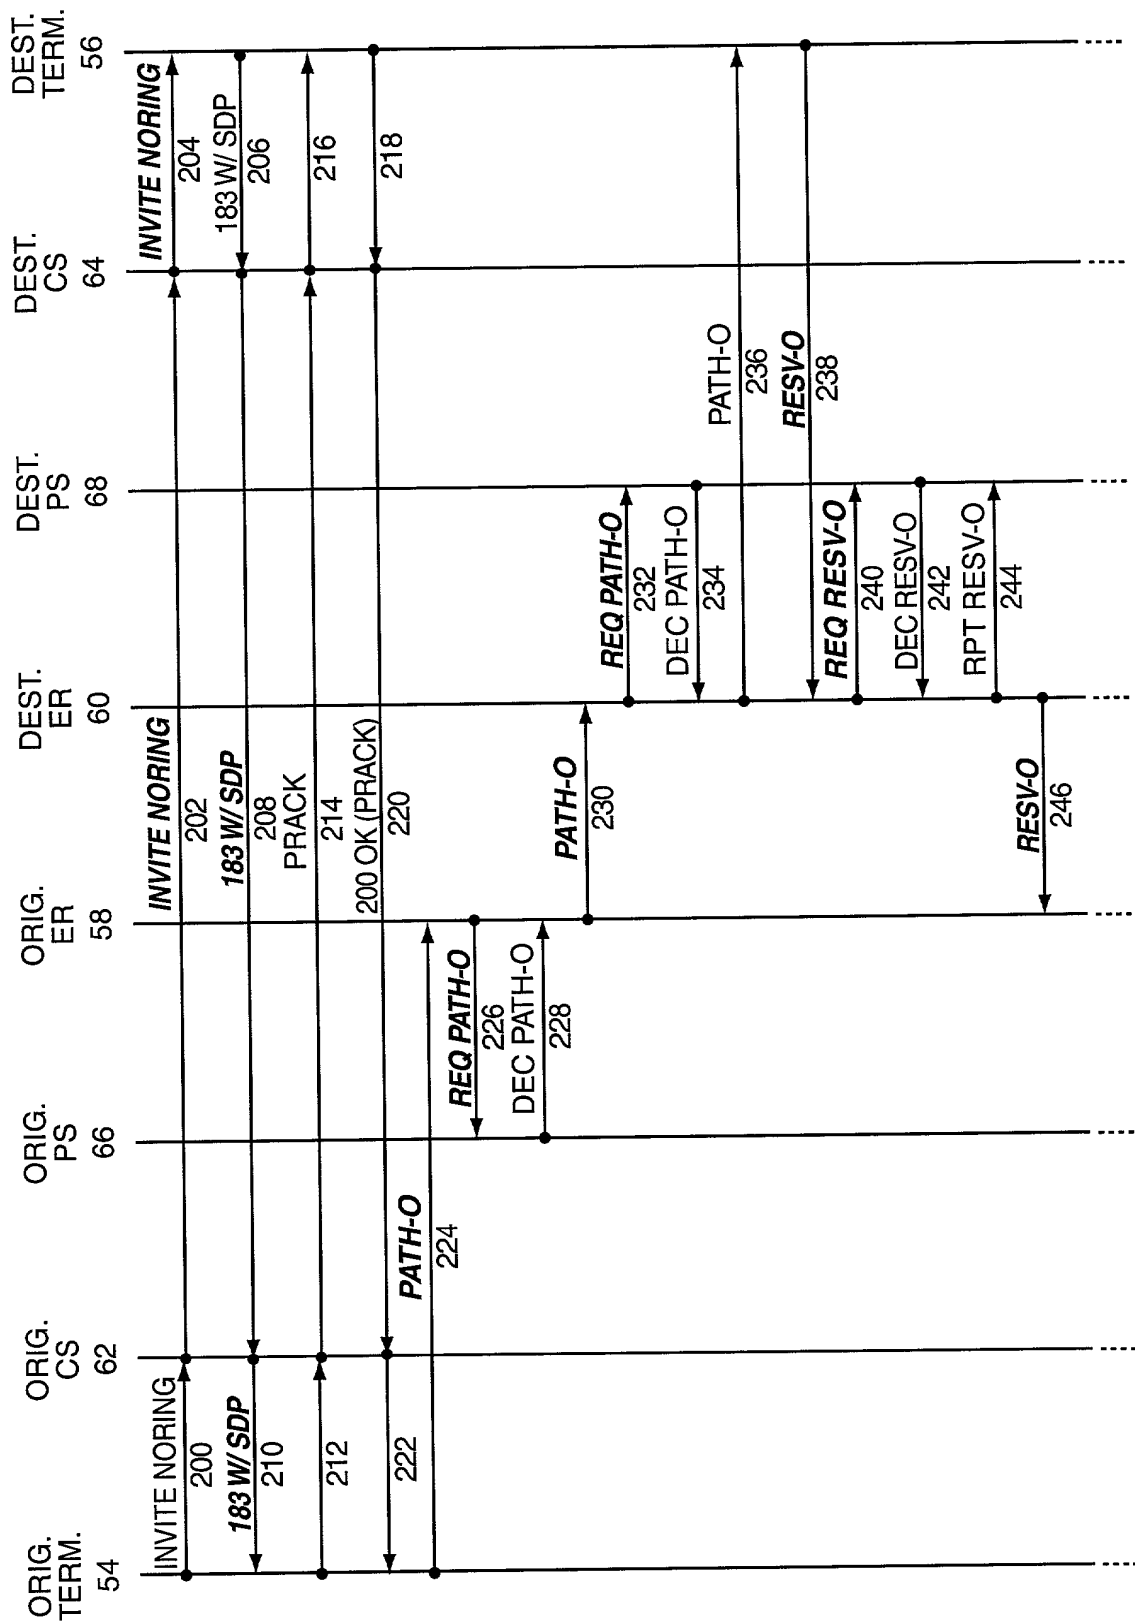 ORIG.
TERM.
54
ORIG.
CS
62
ORIG.
PS
66
ORIG.
ER
58
DEST.
ER
60
DEST.
PS
68
DEST.
CS
64
DEST.
TERM.
56
INVITE NORING
200
INVITE NORING
202
INVITE NORING
204
183 W/ SDP
206
183 W/ SDP
208
183 W/ SDP
210
212
PRACK
214
216
218
200 OK (PRACK)
220
222
PATH-O
224
REQ PATH-O
226
DEC PATH-O
228
PATH-O
230
REQ PATH-O
232
DEC PATH-O
234
PATH-O
236
RESV-O
238
REQ RESV-O
240
DEC RESV-O
242
RPT RESV-O
244
RESV-O
246